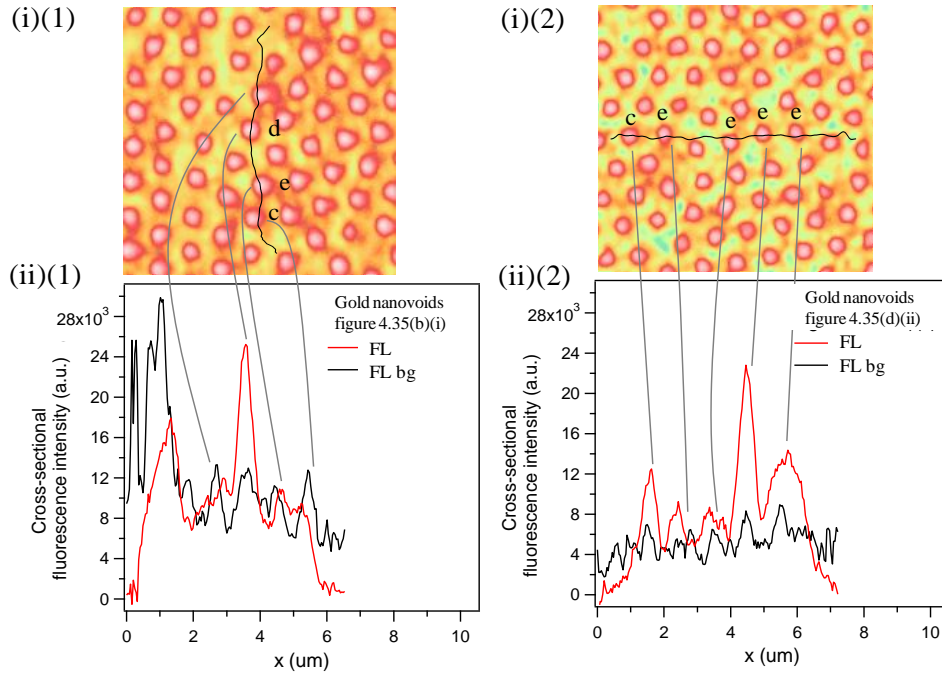 (i)(1)
d
e
c
(i)(2)
c e e e e
(ii)(1)
28x10³
24
20
16
12
8
4
0
Cross-sectional
fluorescence intensity (a.u.)
Gold nanovoids
figure 4.35(b)(i)
FL
FL bg
0 2 4 6 8 10
x (um)
(ii)(2)
28x10³
24
20
16
12
8
4
0
Cross-sectional
fluorescence intensity (a.u.)
Gold nanovoids
figure 4.35(d)(ii)
FL
FL bg
0 2 4 6 8 10
x (um)